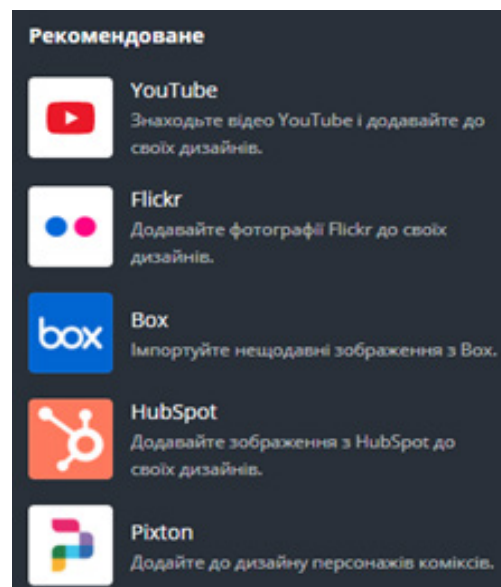 Рекомендоване
YouTube
Знаходьте відео YouTube і додавайте до
своїх дизайнів.
Flickr
Додавайте фотографії Flickr до своїх
дизайнів.
box
Box
Імпортуйте нещодавні зображення з Box.
HubSpot
Додавайте зображення з HubSpot до
своїх дизайнів.
Pixton
Додайте до дизайну персонажів коміксів.